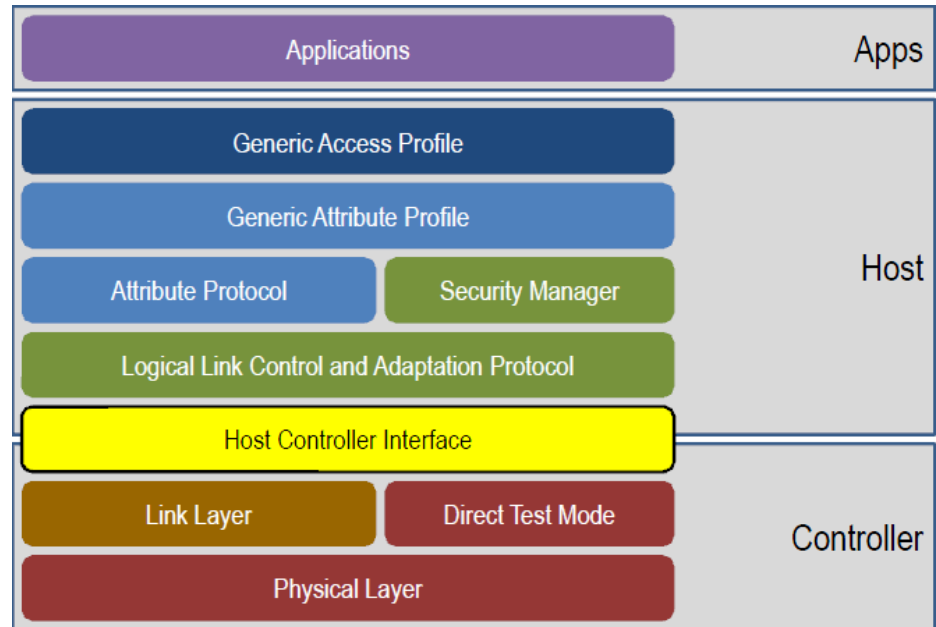 Applications
Apps
Generic Access Profile
Generic Attribute Profile
Host
Attribute Protocol
Security Manager
Logical Link Control and Adaptation Protocol
Host Controller Interface
Link Layer
Direct Test Mode
Controller
Physical Layer